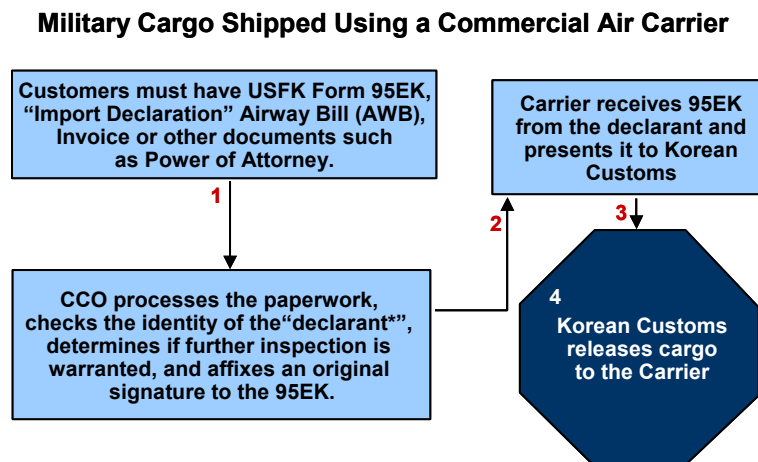 Military Cargo Shipped Using a Commercial Air Carrier
Customers must have USFK Form 95EK,
“Import Declaration” Airway Bill (AWB),
Invoice or other documents such
as Power of Attorney.
1
CCO processes the paperwork,
checks the identity of the“declarant*”,
determines if further inspection is
warranted, and affixes an original
signature to the 95EK.
2
Carrier receives 95EK
from the declarant and
presents it to Korean
Customs
3
4
Korean Customs
releases cargo
to the Carrier